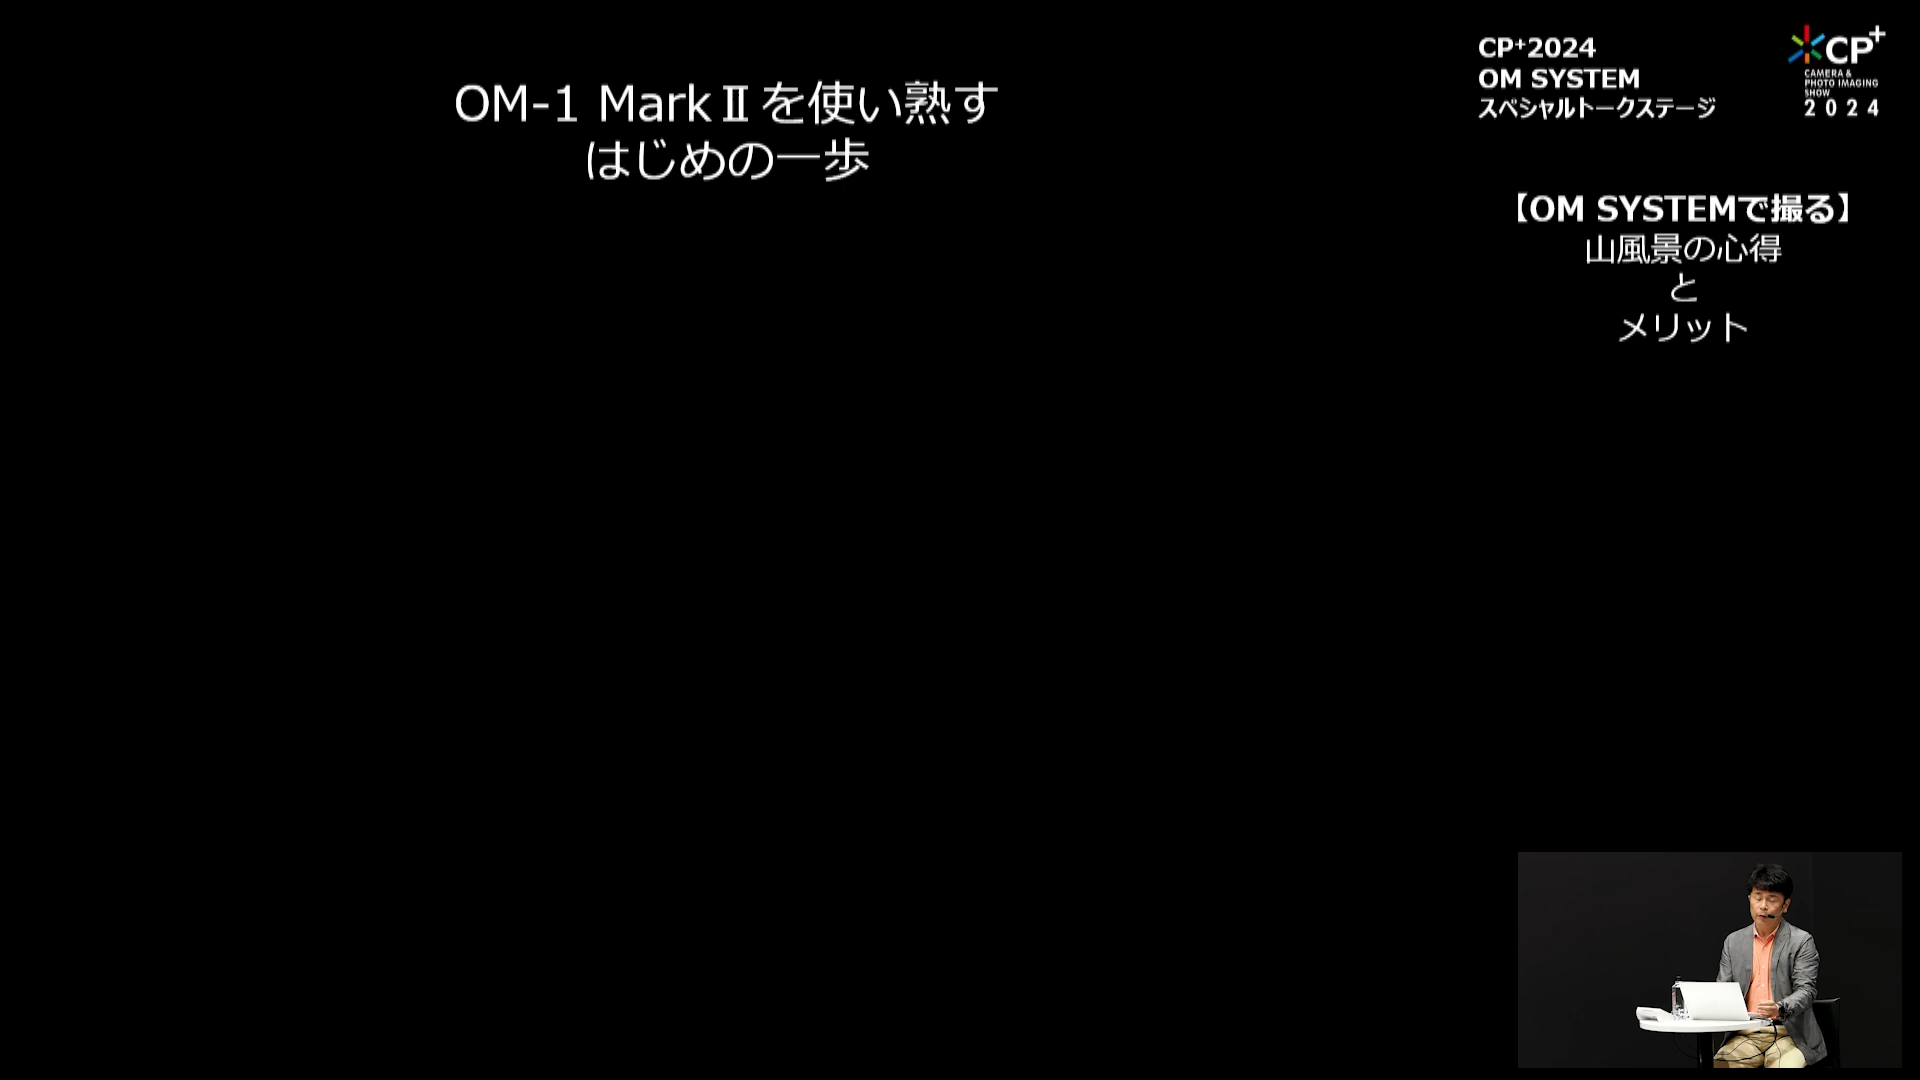 OM-1 MarkⅡを使い熟す
はじめの一歩
CP+2024
OM SYSTEM
スペシャルトークステージ
CP+
CAMERA &
PHOTO IMAGING
SHOW
2024
【OM SYSTEMで撮る】
山風景の心得
と
メリット